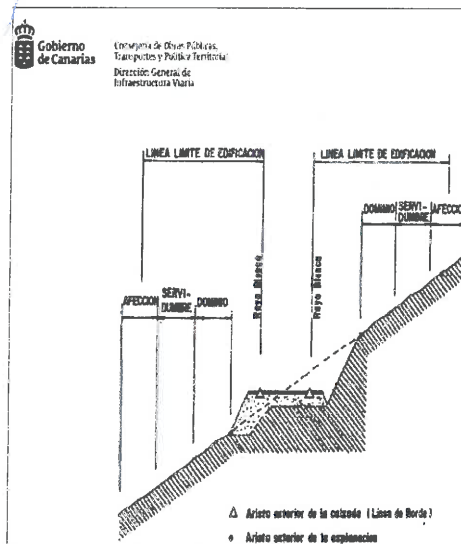 Gobierno
de Canarias
Consejería de Obras Públicas,
Transportes y Política Territorial
Dirección General de
Infraestructura Viaria
LINEA LIMITE DE EDIFICACION
LINEA LIMITE DE EDIFICACION
DOMINIO
SERVI-
DUMBRE
AFECCION
Raya Blanca
Raya Blanca
AFECCION
SERVI-
DUMBRE
DOMINIO
Arista exterior de la calzada (Linea de Borde)
Arista exterior de la explanacion